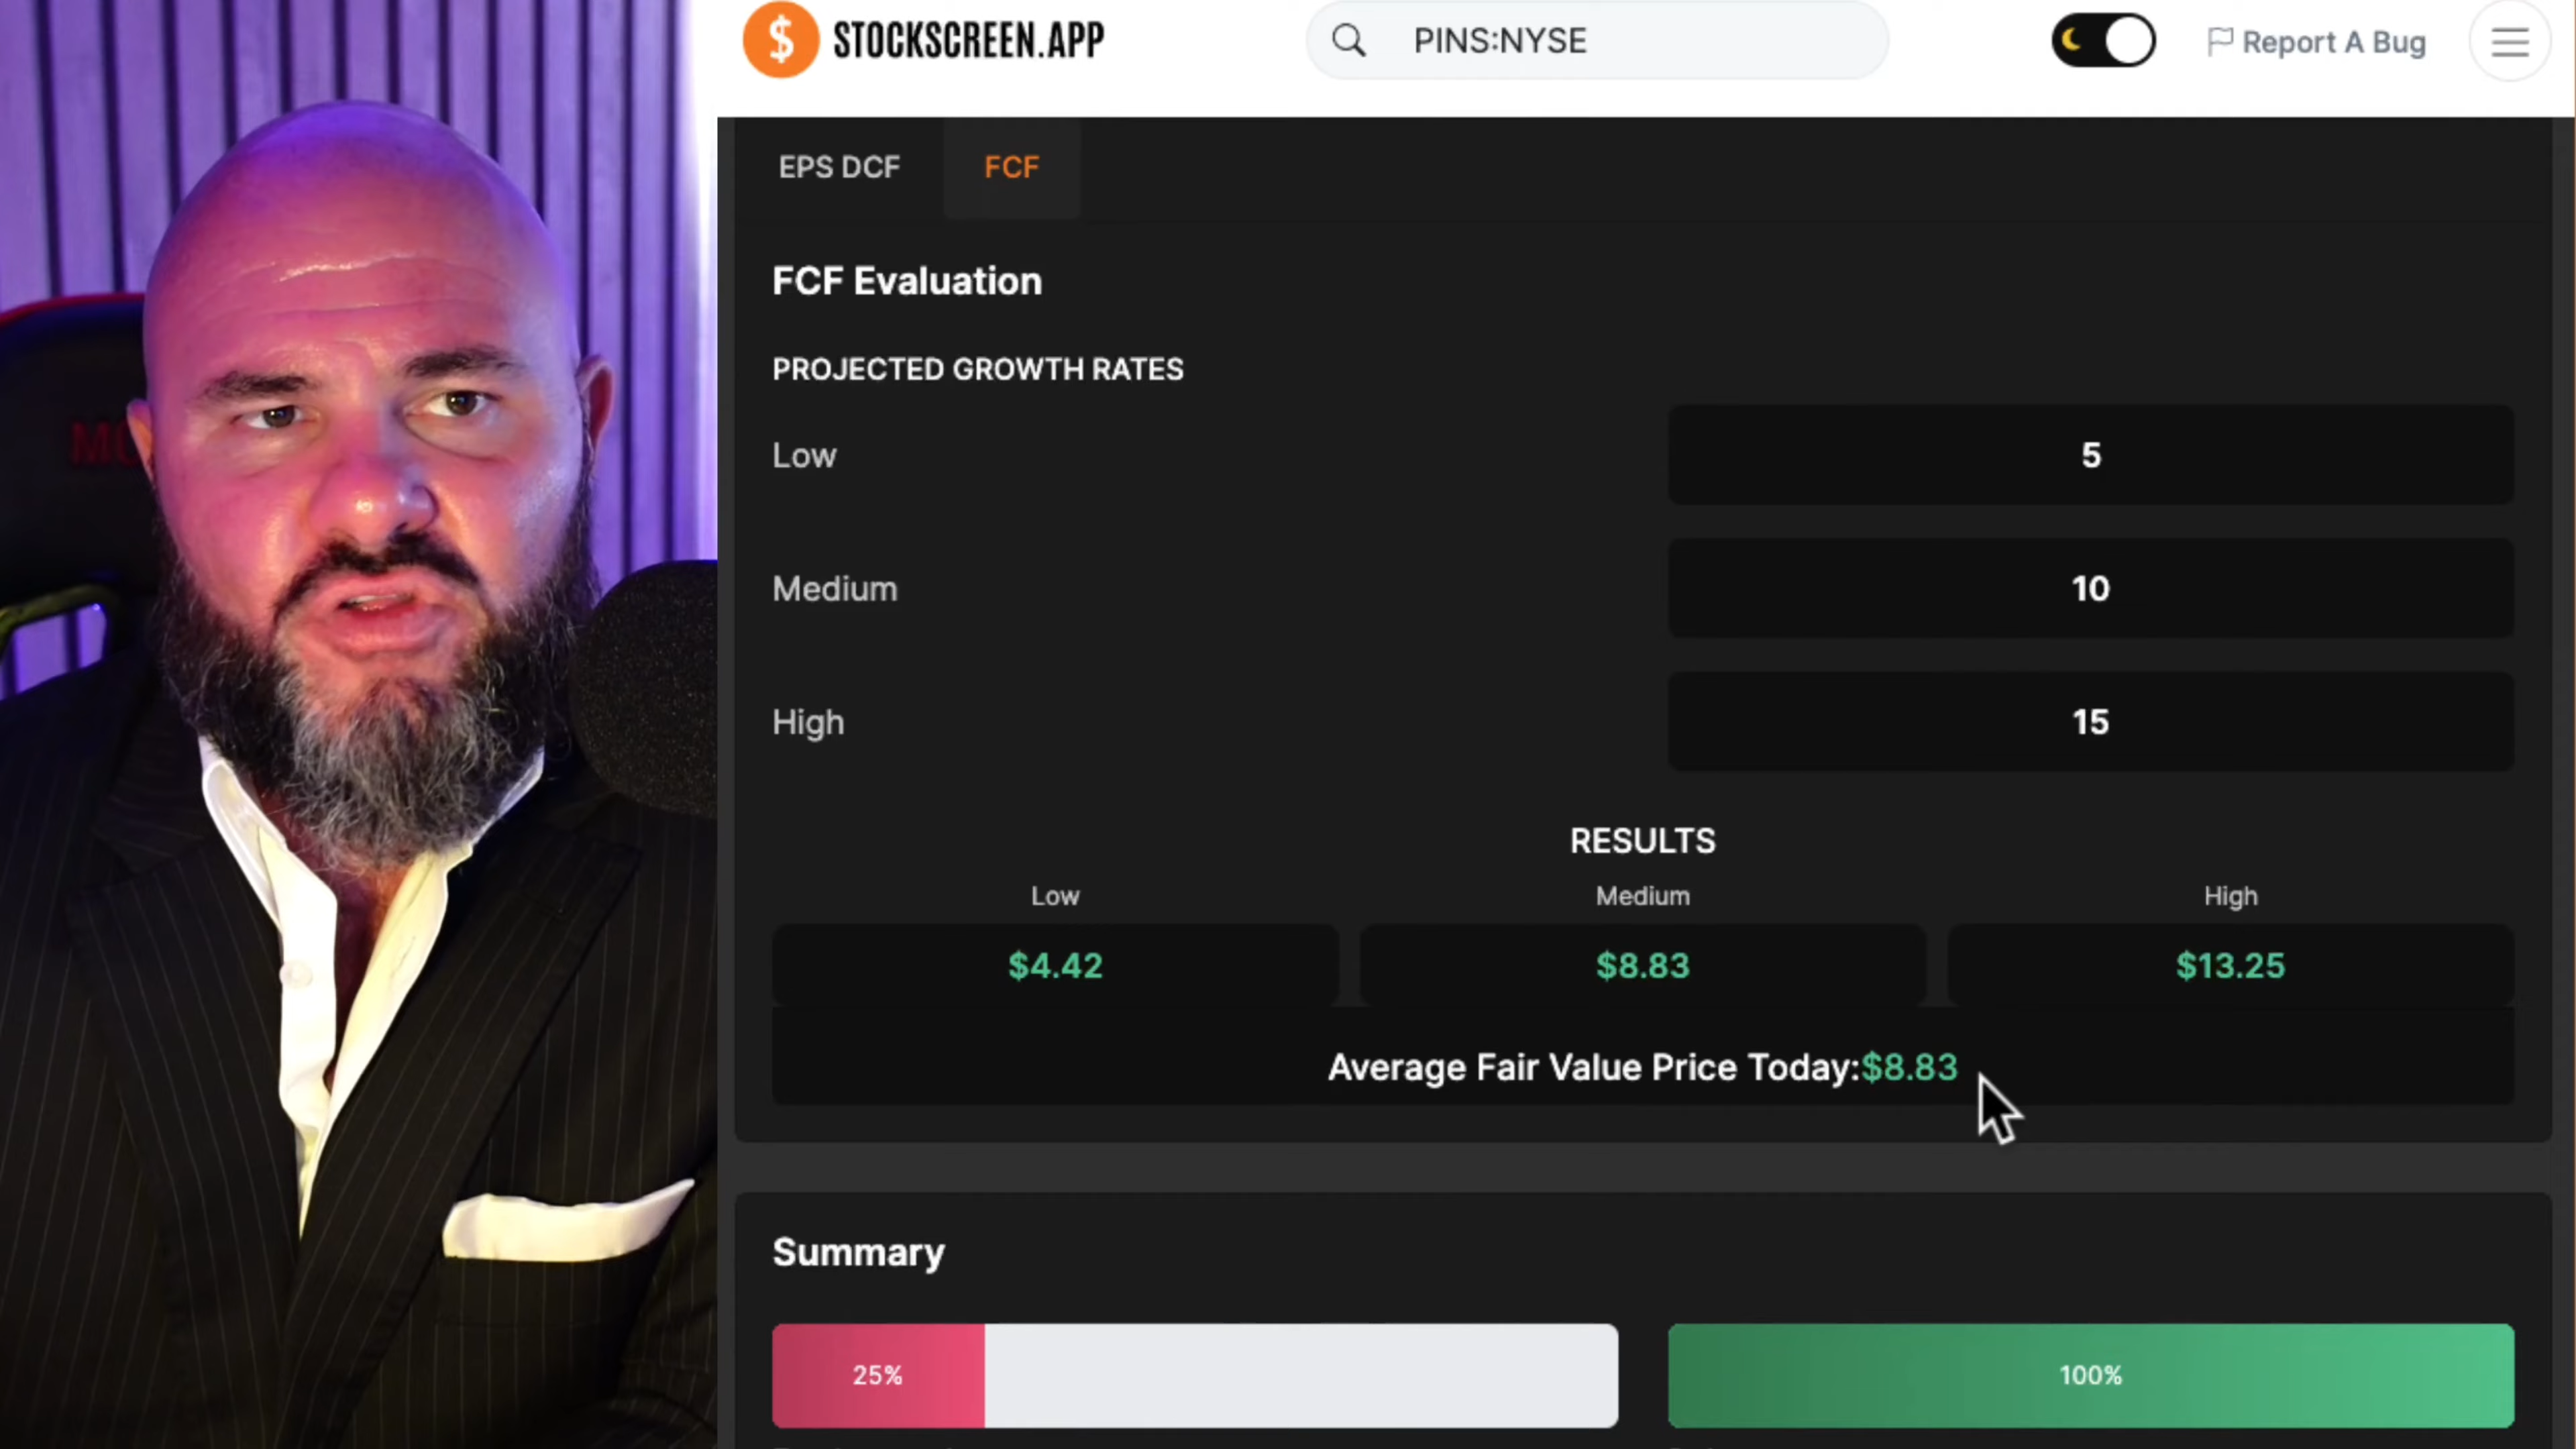 STOCKSCREEN.APP
PINS:NYSE
Report A Bug
EPS DCF
FCF
FCF Evaluation
PROJECTED GROWTH RATES
Low
5
Medium
10
High
15
RESULTS
Low
Medium
High
$4.42
$8.83
$13.25
Average Fair Value Price Today:$8.83
Summary
25%
100%